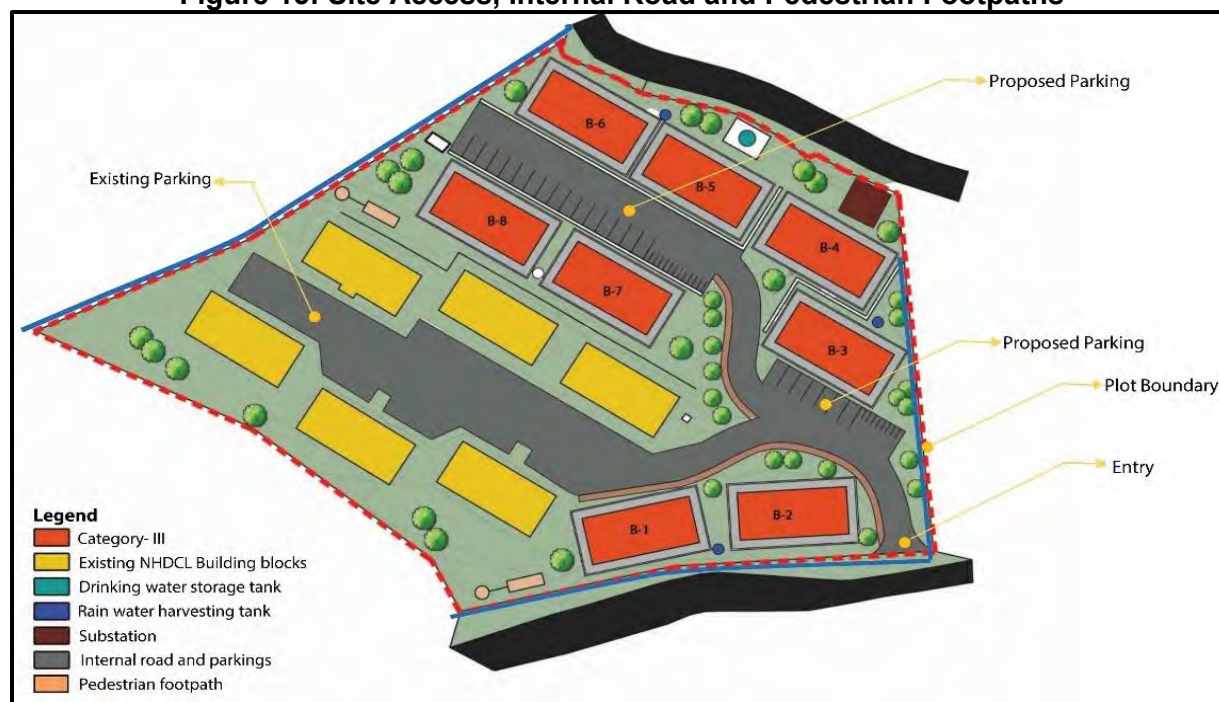 Figure 13: Site Access, Internal Road and Pedestrian Footpaths
Proposed Parking
B-6
B-5
Existing Parking
B-8
B-4
B-7
B-3
Proposed Parking
Plot Boundary
Entry
B-1
B-2
Legend
Category- III
Existing NHDCL Building blocks
Drinking water storage tank
Rain water harvesting tank
Substation
Internal road and parkings
Pedestrian footpath